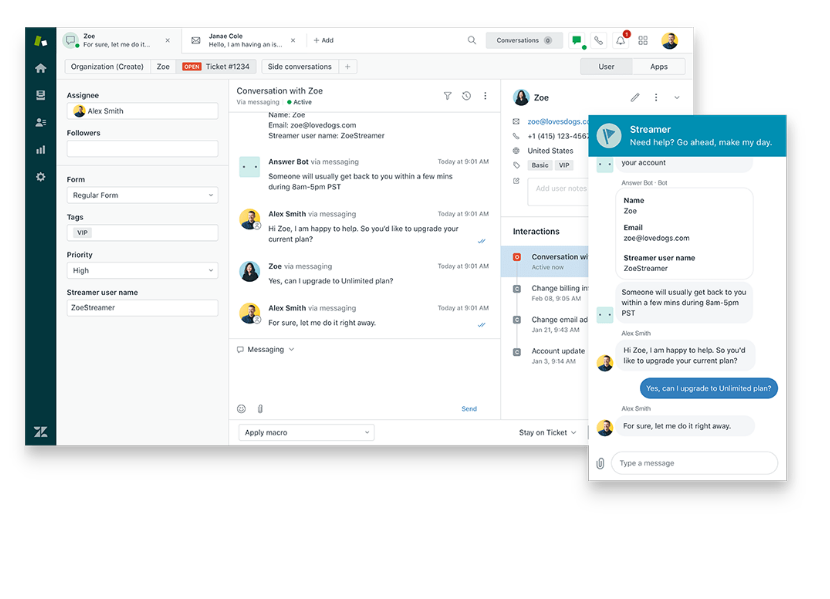 Zoe
For sure, let me do it...
Janae Cole
Hello, I am having an is...
+ Add
Conversations 0
1
Organization (Create)
Zoe
OPEN Ticket #1234
Side conversations
+
User
Apps
Assignee
Alex Smith
Followers
Form
Regular Form
Tags
VIP
Priority
High
Streamer user name
ZoeStreamer
Conversation with Zoe
Via messaging Active
Name: Zoe
Email: zoe@lovedogs.com
Streamer user name: ZoeStreamer
Answer Bot via messaging Today at 9:01 AM
Someone will usually get back to you within a few mins
during 8am-5pm PST
Alex Smith via messaging Today at 9:01 AM
Hi Zoe, I am happy to help. So you'd like to upgrade your
current plan?
Zoe via messaging Today at 9:01 AM
Yes, can I upgrade to Unlimited plan?
Alex Smith via messaging Today at 9:01 AM
For sure, let me do it right away.
Messaging
Send
Apply macro
Stay on Ticket
Zoe
zoe@lovesdogs.co
+1 (415) 123-4567
United States
Basic VIP
Add user notes
Interactions
Conversation wi
Active now
Change billing in
Feb 08, 9:05 AM
Change email ad
Jan 21, 9:43 AM
Account update
Jan 3, 9:14 AM
Streamer
Need help? Go ahead, make my day.
your account
Answer Bot · Bot
Name
Zoe
Email
zoe@lovedogs.com
Streamer user name
ZoeStreamer
Someone will usually get back to you
within a few mins during 8am-5pm
PST
Alex Smith
Hi Zoe, I am happy to help. So you'd
like to upgrade your current plan?
Yes, can I upgrade to Unlimited plan?
Alex Smith
For sure, let me do it right away.
Type a message